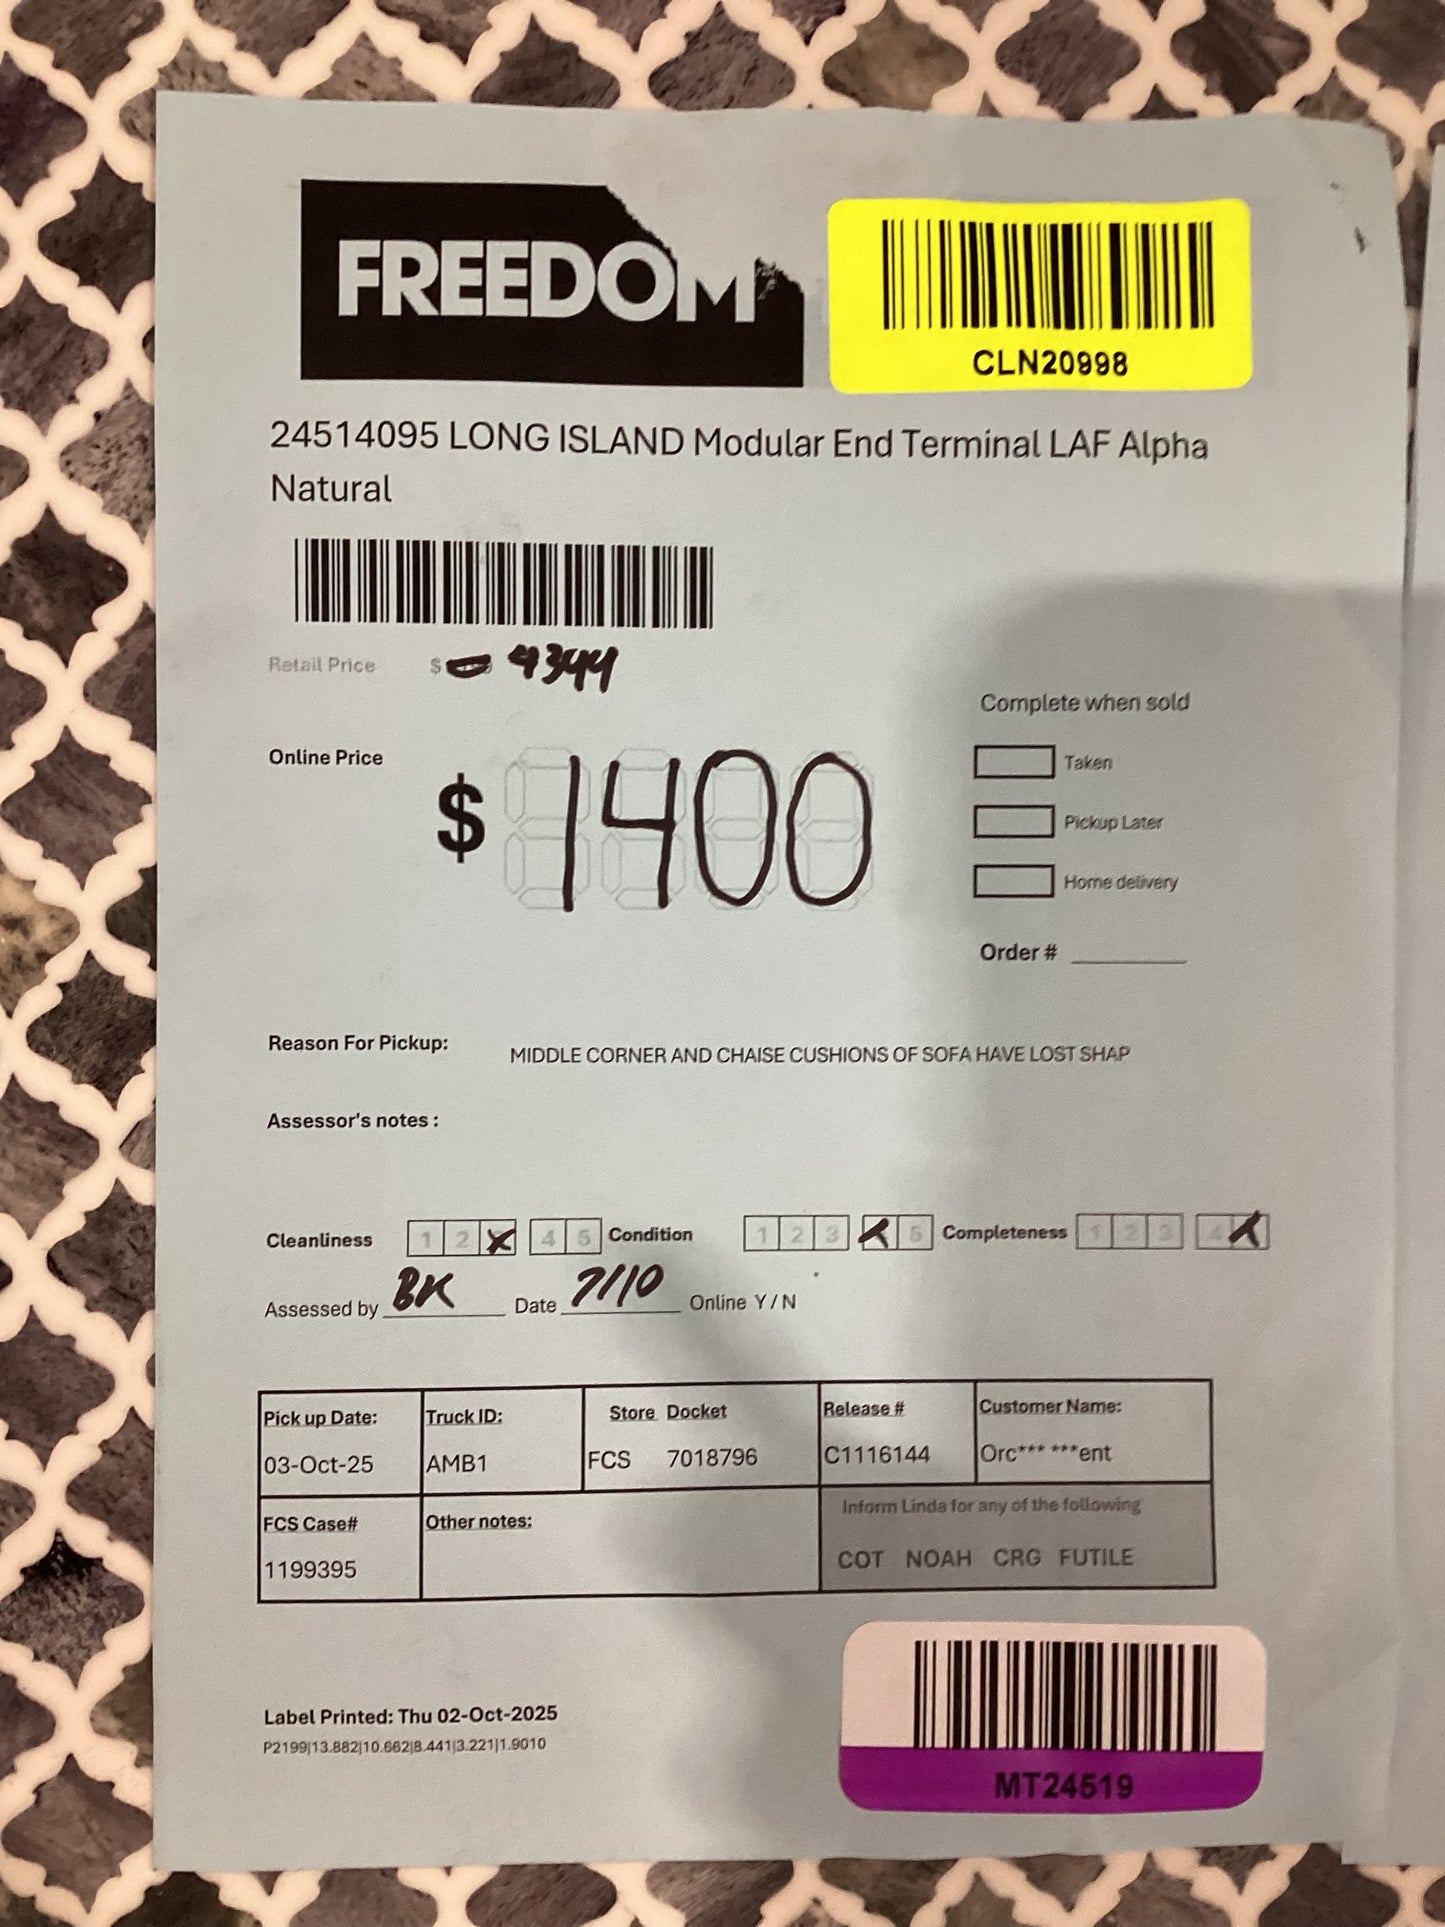 FREEDOM
CLN20998
24514095 LONG ISLAND Modular End Terminal LAF Alpha
Natural
Retail Price $ 4344
Complete when sold
Online Price
$ 1400
Taken
Pickup Later
Home delivery
Order #
Reason For Pickup: MIDDLE CORNER AND CHAISE CUSHIONS OF SOFA HAVE LOST SHAP
Assessor's notes :
Cleanliness 1 2 4 5 Condition 1 2 3 5 Completeness 1 2 3 4
Assessed by BK Date 7/10 Online Y / N
Pick up Date: Truck ID: Store Docket Release # Customer Name:
03-Oct-25 AMB1 FCS 7018796 C1116144 Orc*** ***ent
FCS Case# Other notes: Inform Linda for any of the following
1199395 COT NOAH CRG FUTILE
Label Printed: Thu 02-Oct-2025
P2199|13.882|10.662|8.441|3.221|1.9010
MT24519